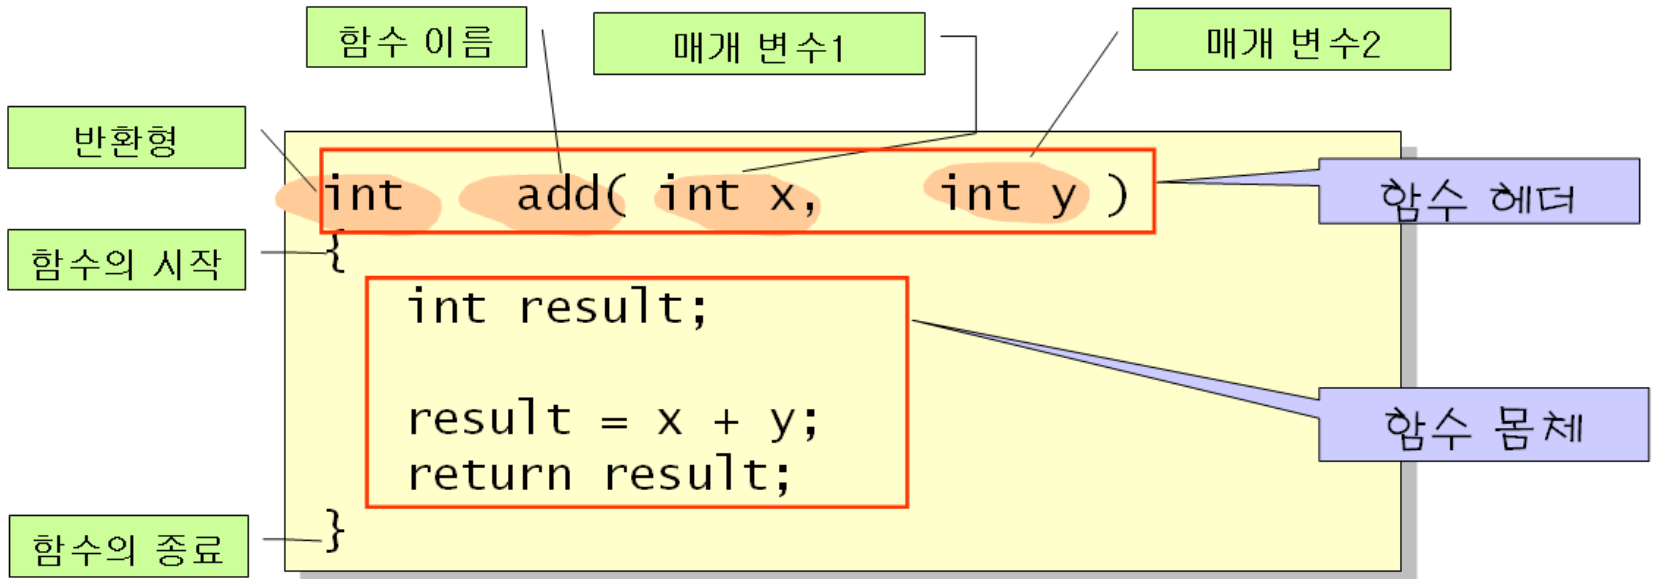 함수 이름
매개 변수1
매개 변수2
반환형
int add( int x, int y )
함수 헤더
함수의 시작
{
int result;
result = x + y;
return result;
함수 몸체
}
함수의 종료